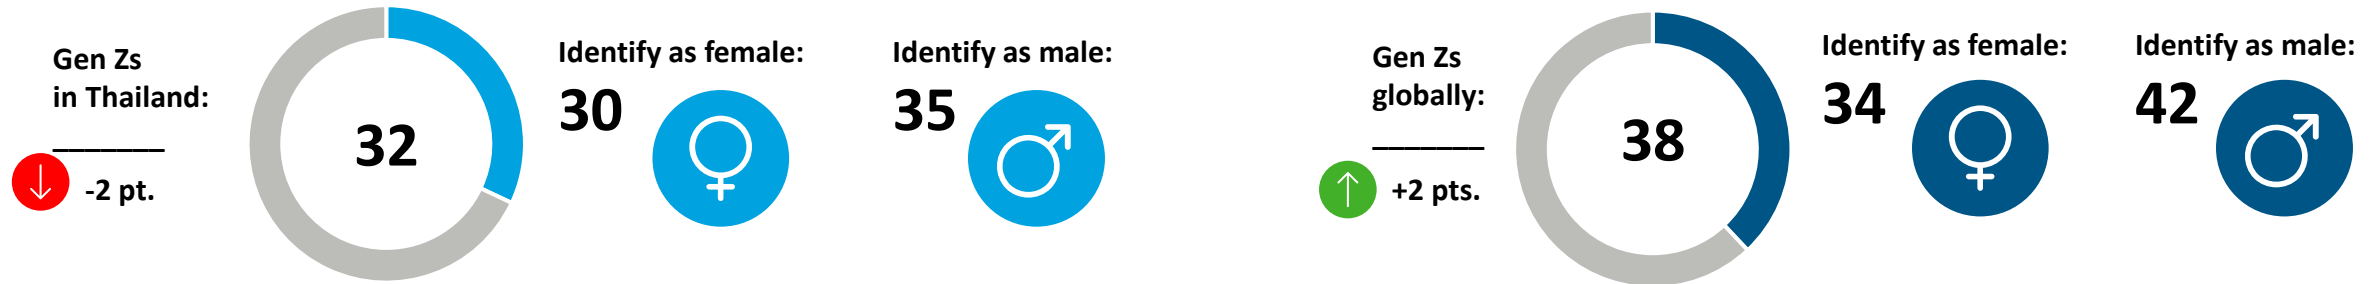 Gen Zs
in Thailand:
-2 pt.
32
Identify as female:
30
Identify as male:
35
Gen Zs
globally:
+2 pts.
38
Identify as female:
34
Identify as male:
42